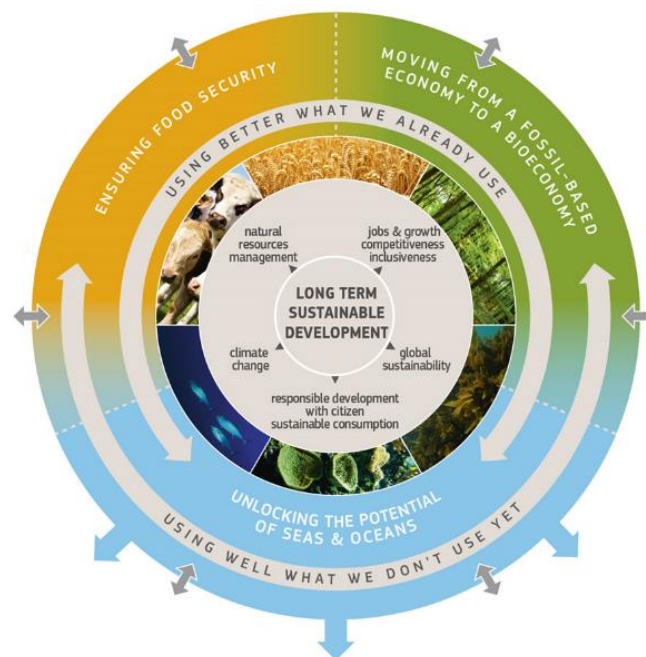 ENSURING FOOD SECURITY
MOVING FROM A FOSSIL-BASED
ECONOMY TO A BIOECONOMY
USING BETTER WHAT WE ALREADY USE
natural
resources
management
jobs & growth
competitiveness
inclusiveness
LONG TERM
SUSTAINABLE
DEVELOPMENT
climate
change
global
sustainability
responsible development
with citizen
sustainable consumption
UNLOCKING THE POTENTIAL
OF SEAS & OCEANS
USING WELL WHAT WE DON'T USE YET